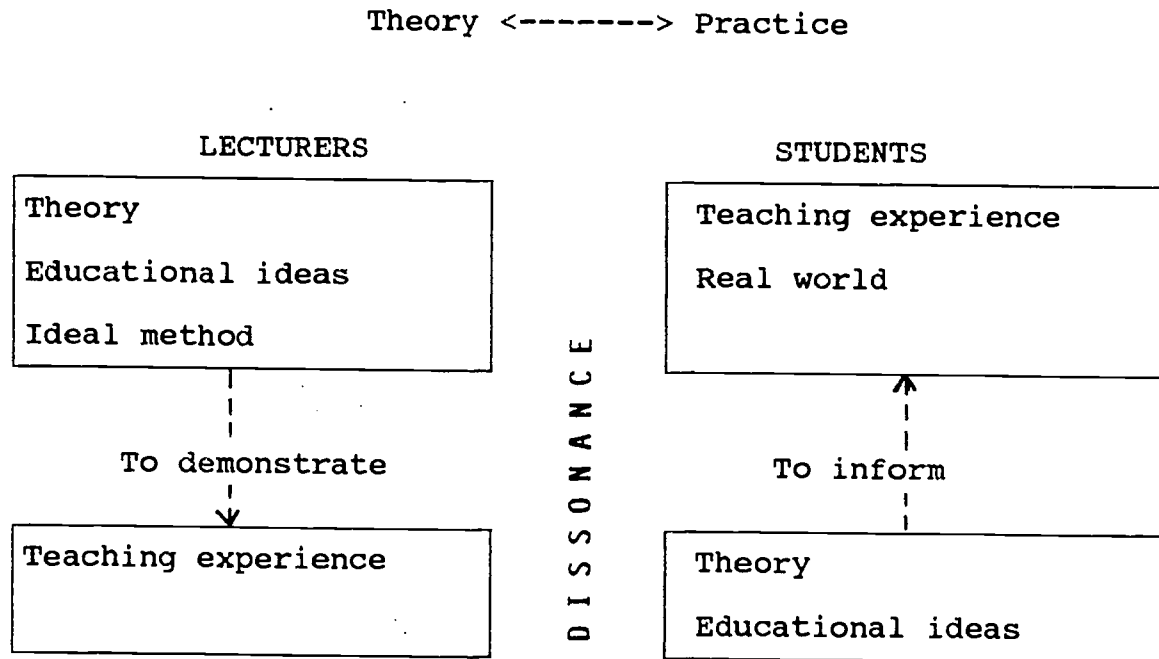 Theory <-------> Practice
LECTURERS
Theory
Educational ideas
Ideal method
To demonstrate
Teaching experience
DISSONANCE
STUDENTS
Teaching experience
Real world
To inform
Theory
Educational ideas